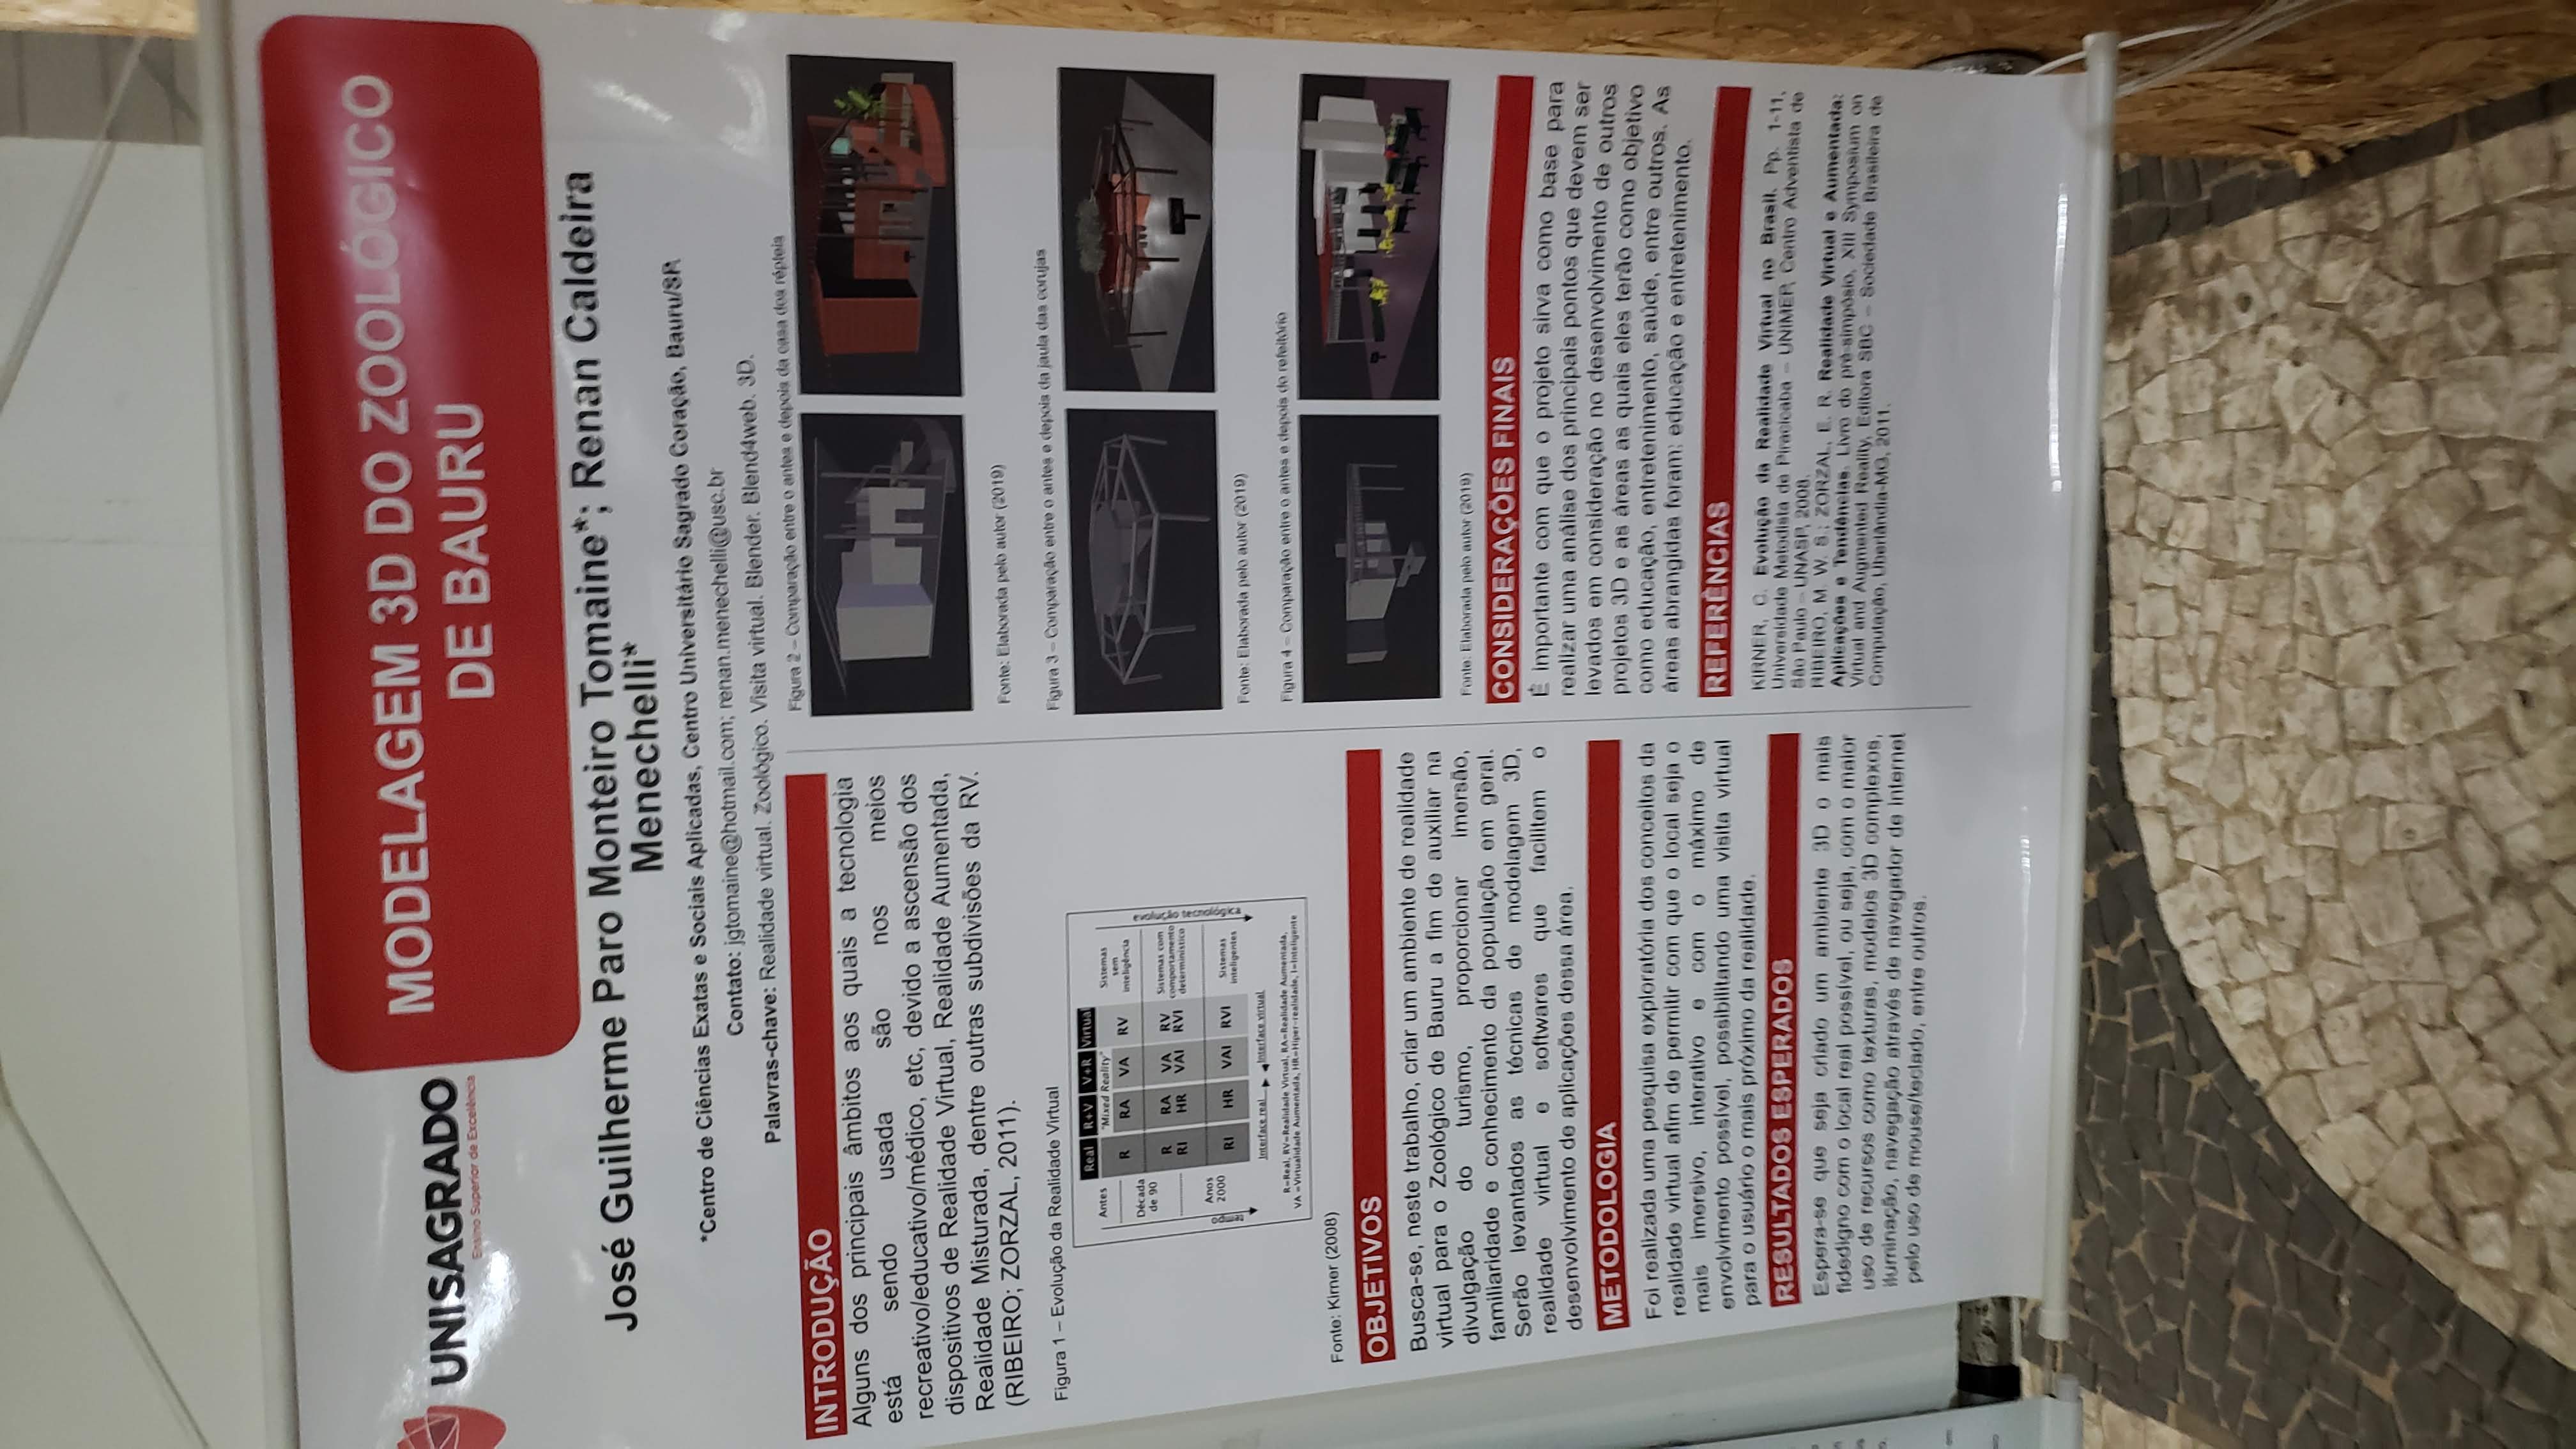 UNISAGRADO
Ensino Superior de Excelência
MODELAGEM 3D DO ZOOLÓGICO
DE BAURU
José Guilherme Paro Monteiro Tomaine*; Renan Caldeira
Menechelli*
*Centro de Ciências Exatas e Sociais Aplicadas, Centro Universitário Sagrado Coração, Bauru/SP.
Contato: jgtomaine@hotmail.com; renan.menechelli@usc.br
Palavras-chave: Realidade virtual. Zoológico. Visita virtual. Blender. Blend4web. 3D.
INTRODUÇÃO
Alguns dos principais âmbitos aos quais a tecnologia
está sendo usada são nos meios
recreativo/educativo/médico, etc, devido a ascensão dos
dispositivos de Realidade Virtual, Realidade Aumentada,
Realidade Misturada, dentre outras subdivisões da RV.
(RIBEIRO; ZORZAL, 2011).
Figura 1 – Evolução da Realidade Virtual
Real R+V V+R Virtual
Antes "Mixed Reality" Sistemas
sem
inteligência
R RA VA RV
Década
de 90
R RA VA RV
RI HR VAI RVI
Sistemas com
comportamento
determinístico
Anos
2000
RI HR VAI RVI
Sistemas
inteligentes
tempo
evolução tecnológica
Interface real Interface virtual
R=Real, RV=Realidade Virtual, RA=Realidade Aumentada,
VA =Virtualidade Aumentada, HR=Hiper-realidade, I=Inteligente
Fonte: Kirner (2008)
OBJETIVOS
Busca-se, neste trabalho, criar um ambiente de realidade
virtual para o Zoológico de Bauru a fim de auxiliar na
divulgação do turismo, proporcionar imersão,
familiaridade e conhecimento da população em geral.
Serão levantados as técnicas de modelagem 3D,
realidade virtual e softwares que facilitem o
desenvolvimento de aplicações dessa área.
METODOLOGIA
Foi realizada uma pesquisa exploratória dos conceitos da
realidade virtual afim de permitir com que o local seja o
mais imersivo, interativo e com o máximo de
envolvimento possível, possibilitando uma visita virtual
para o usuário o mais próximo da realidade.
RESULTADOS ESPERADOS
Espera-se que seja criado um ambiente 3D o mais
fidedigno com o local real possível, ou seja, com o maior
uso de recursos como texturas, modelos 3D complexos,
iluminação, navegação através de navegador de internet
pelo uso de mouse/teclado, entre outros.
Figura 2 – Comparação entre o antes e depois da casa dos répteis
Fonte: Elaborada pelo autor (2019)
Figura 3 – Comparação entre o antes e depois da jaula das corujas
Fonte: Elaborada pelo autor (2019)
Figura 4 – Comparação entre o antes e depois do refeitório
Fonte: Elaborada pelo autor (2019)
CONSIDERAÇÕES FINAIS
É importante com que o projeto sirva como base para
realizar uma análise dos principais pontos que devem ser
levados em consideração no desenvolvimento de outros
projetos 3D e as áreas as quais eles terão como objetivo
como educação, entretenimento, saúde, entre outros. As
áreas abrangidas foram: educação e entretenimento.
REFERÊNCIAS
KIRNER, C. Evolução da Realidade Virtual no Brasil. Pp. 1-11,
Universidade Metodista de Piracicaba – UNIMEP, Centro Adventista de
São Paulo – UNASP, 2008.
RIBEIRO, M. W. S.; ZORZAL, E. R. Realidade Virtual e Aumentada:
Aplicações e Tendências. Livro do pré-simpósio, XIII Symposium on
Virtual and Augmented Reality, Editora SBC – Sociedade Brasileira de
Computação, Uberlândia-MG, 2011.